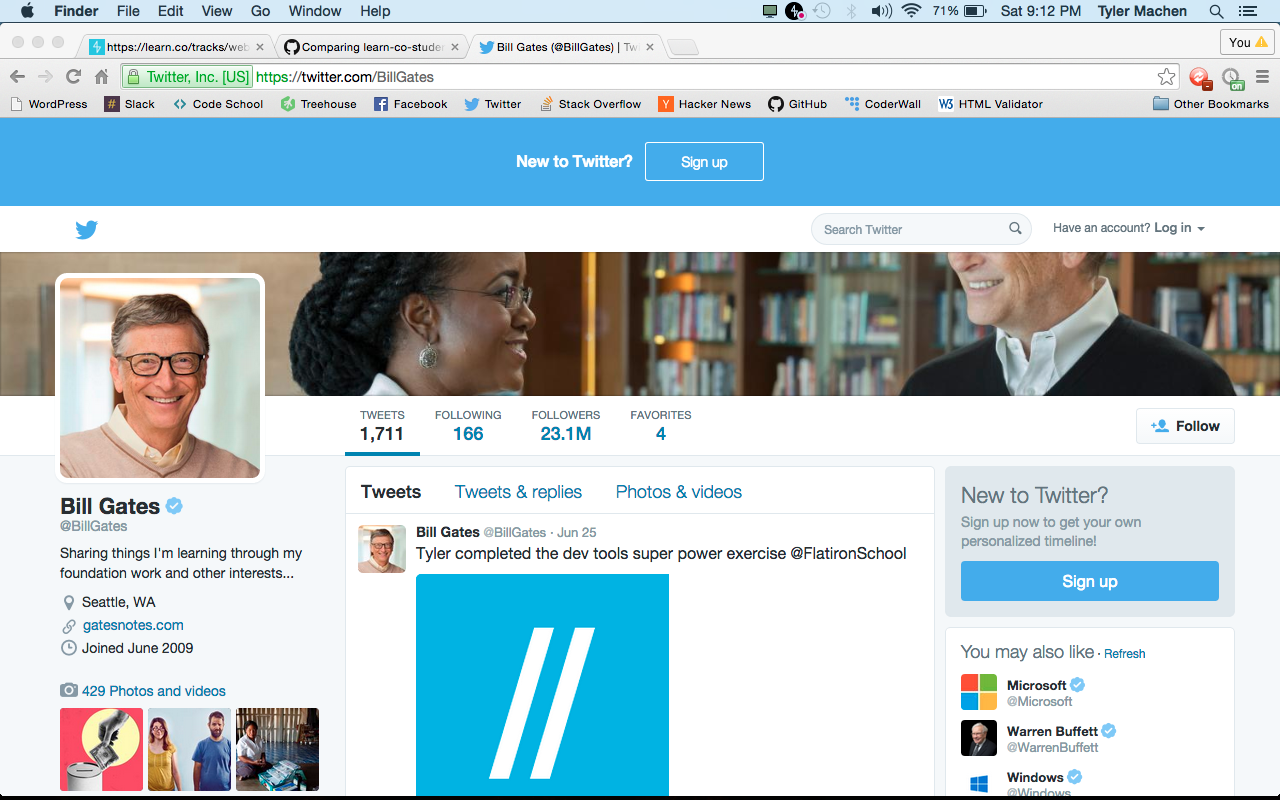 Finder File Edit View Go Window Help 71% Sat 9:12 PM Tyler Machen
https://learn.co/tracks/web Comparing learn-co-stude Bill Gates (@BillGates) | Tw You
Twitter, Inc. [US] https://twitter.com/BillGates on
WordPress Slack Code School Treehouse Facebook Twitter Stack Overflow Hacker News GitHub CoderWall HTML Validator Other Bookmarks
New to Twitter? Sign up
Search Twitter Have an account? Log in
TWEETS FOLLOWING FOLLOWERS FAVORITES
1,711 166 23.1M 4
Follow
Bill Gates
@BillGates
Sharing things I'm learning through my
foundation work and other interests...
Seattle, WA
gatesnotes.com
Joined June 2009
429 Photos and videos
Tweets Tweets & replies Photos & videos
Bill Gates @BillGates · Jun 25
Tyler completed the dev tools super power exercise @FlatironSchool
New to Twitter?
Sign up now to get your own
personalized timeline!
Sign up
You may also like · Refresh
Microsoft
@Microsoft
Warren Buffett
@WarrenBuffett
Windows
@Windows